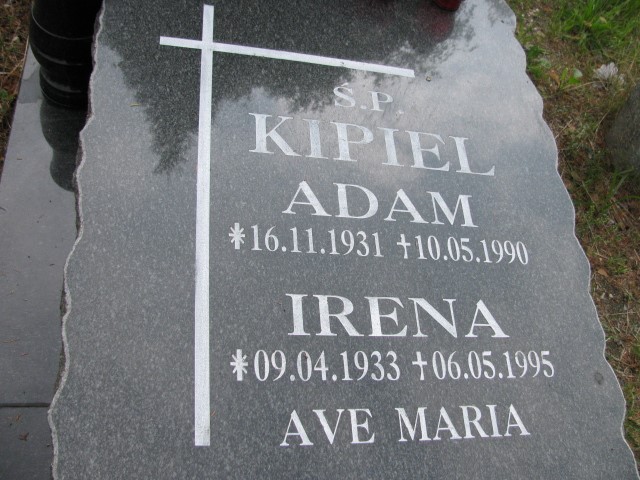 Ś.P.
KIPIEL
ADAM
*16.11.1931 †10.05.1990
IRENA
*09.04.1933 †06.05.1995
AVE MARIA